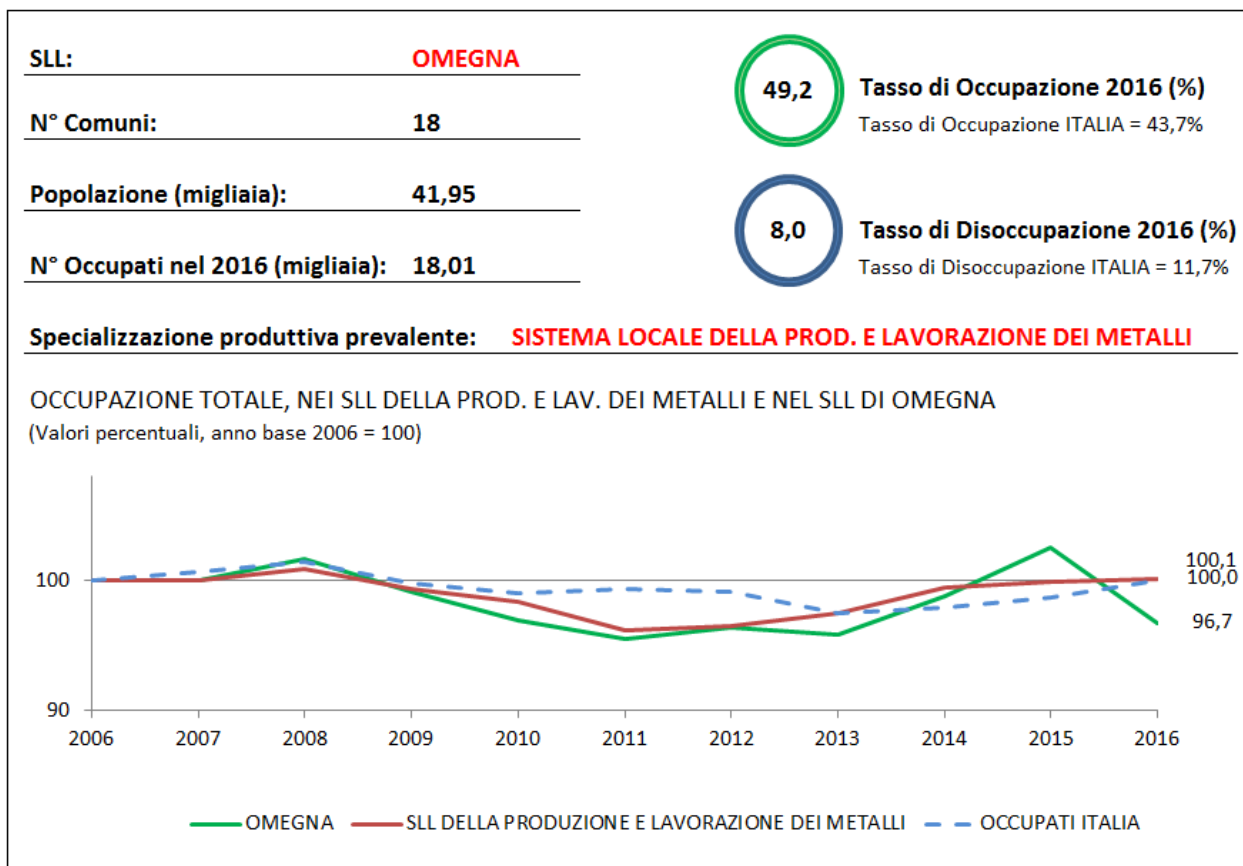 SLL: OMEGNA
49,2 Tasso di Occupazione 2016 (%)
Tasso di Occupazione ITALIA = 43,7%
N° Comuni: 18
Popolazione (migliaia): 41,95
8,0 Tasso di Disoccupazione 2016 (%)
Tasso di Disoccupazione ITALIA = 11,7%
N° Occupati nel 2016 (migliaia): 18,01
Specializzazione produttiva prevalente: SISTEMA LOCALE DELLA PROD. E LAVORAZIONE DEI METALLI
OCCUPAZIONE TOTALE, NEI SLL DELLA PROD. E LAV. DEI METALLI E NEL SLL DI OMEGNA
(Valori percentuali, anno base 2006 = 100)
100
90
100,1
100,0
96,7
2006 2007 2008 2009 2010 2011 2012 2013 2014 2015 2016
OMEGNA SLL DELLA PRODUZIONE E LAVORAZIONE DEI METALLI OCCUPATI ITALIA